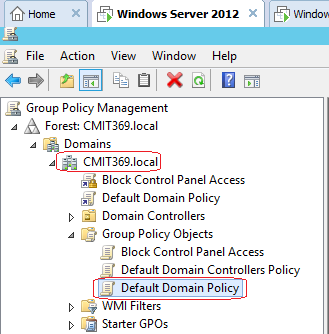 Home
Windows Server 2012
Windo
File Action View Window Help
Group Policy Management
Forest: CMIT369.local
Domains
CMIT369.local
Block Control Panel Access
Default Domain Policy
Domain Controllers
Group Policy Objects
Block Control Panel Access
Default Domain Controllers Policy
Default Domain Policy
WMI Filters
Starter GPOs